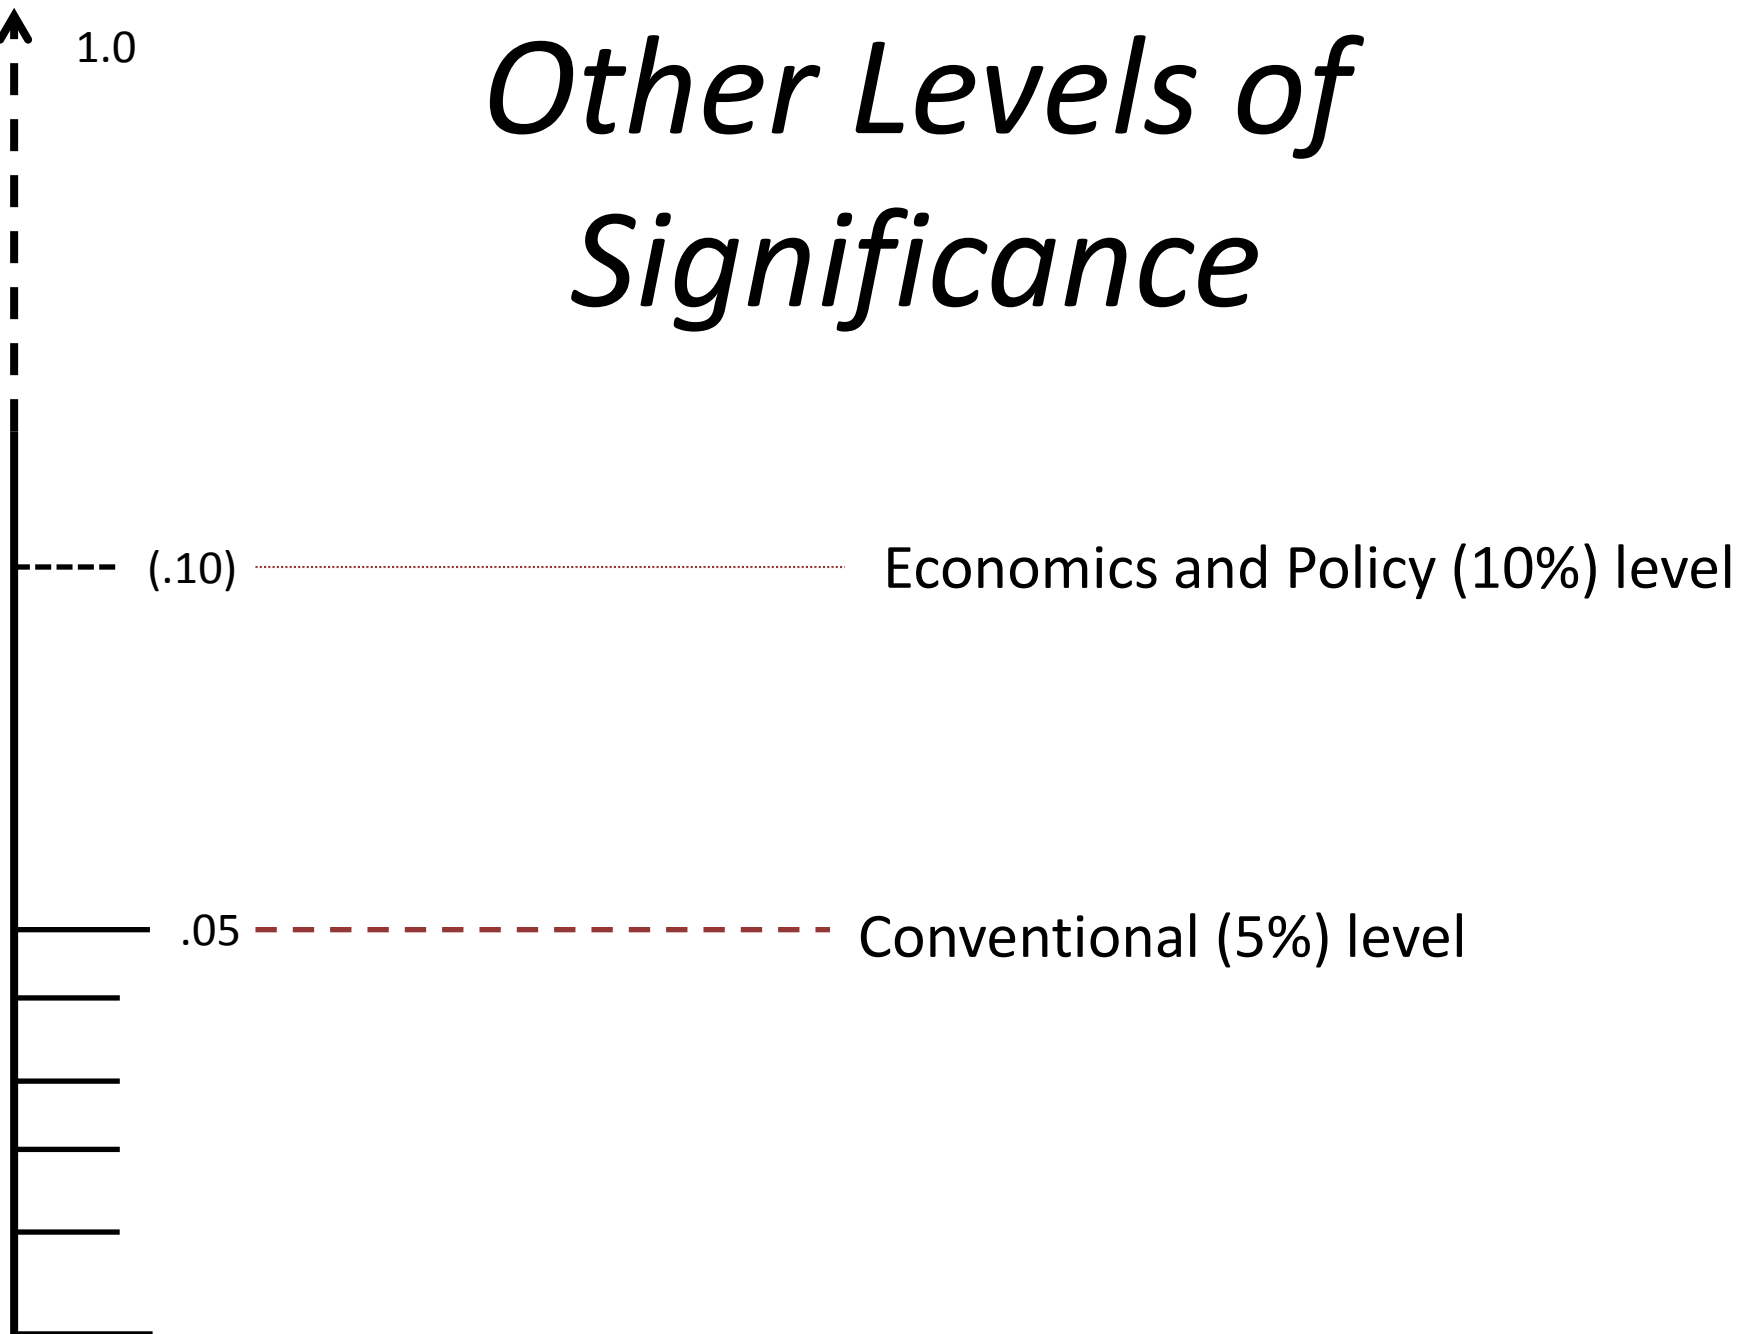 1.0
Other Levels of
Significance
(.10)
Economics and Policy (10%) level
.05
Conventional (5%) level